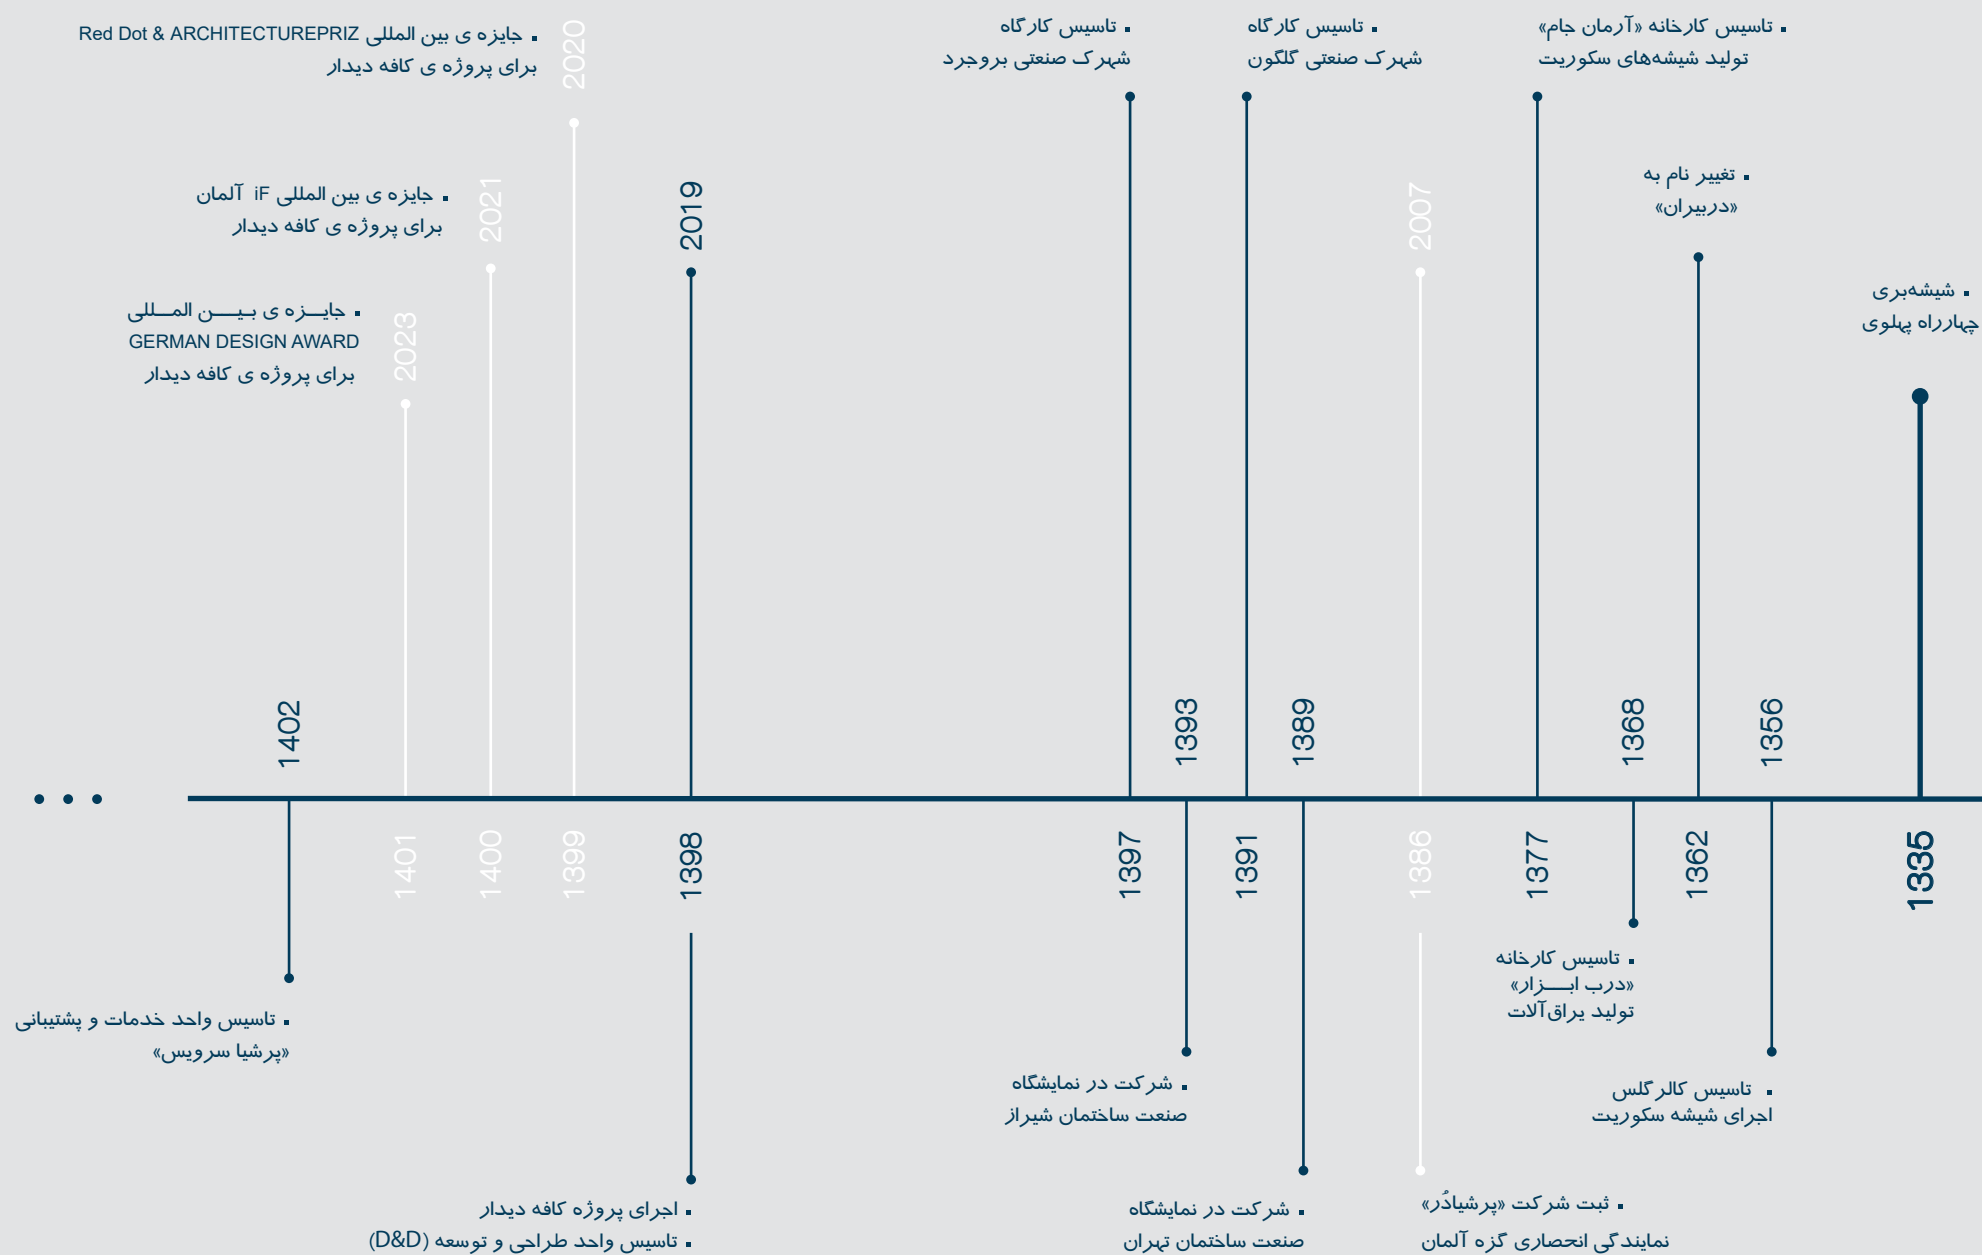 ▪ شیشه‌بری
چهارراه پهلوی
1335
1356
▪ تاسیس کالر گلس
اجرای شیشه سکوریت
▪ تغییر نام به
«دربیران»
1362
1368
▪ تاسیس کارخانه
«درب ابــــزار»
تولید یراق‌آلات
▪ تاسیس کارخانه «آرمان جام»
تولید شیشه‌های سکوریت
1377
2007
1386
▪ ثبت شرکت «پرشیادُر»
نمایندگی انحصاری گزه آلمان
1389
▪ شرکت در نمایشگاه
صنعت ساختمان تهران
▪ تاسیس کارگاه
شهرک صنعتی گلگون
1391
1393
▪ شرکت در نمایشگاه
صنعت ساختمان شیراز
▪ تاسیس کارگاه
شهرک صنعتی بروجرد
1397
2019
1398
▪ اجرای پروژه کافه دیدار
▪ تاسیس واحد طراحی و توسعه (D&D)
2020
▪ جایزه ی بین المللی Red Dot & ARCHITECTUREPRIZ
برای پروژه ی کافه دیدار
1399
2021
▪ جایزه ی بین المللی iF آلمان
برای پروژه ی کافه دیدار
1400
2023
▪ جایــزه ی بـیــــن المــللی
GERMAN DESIGN AWARD
برای پروژه ی کافه دیدار
1401
1402
▪ تاسیس واحد خدمات و پشتیبانی
«پرشیا سرویس»
• • •